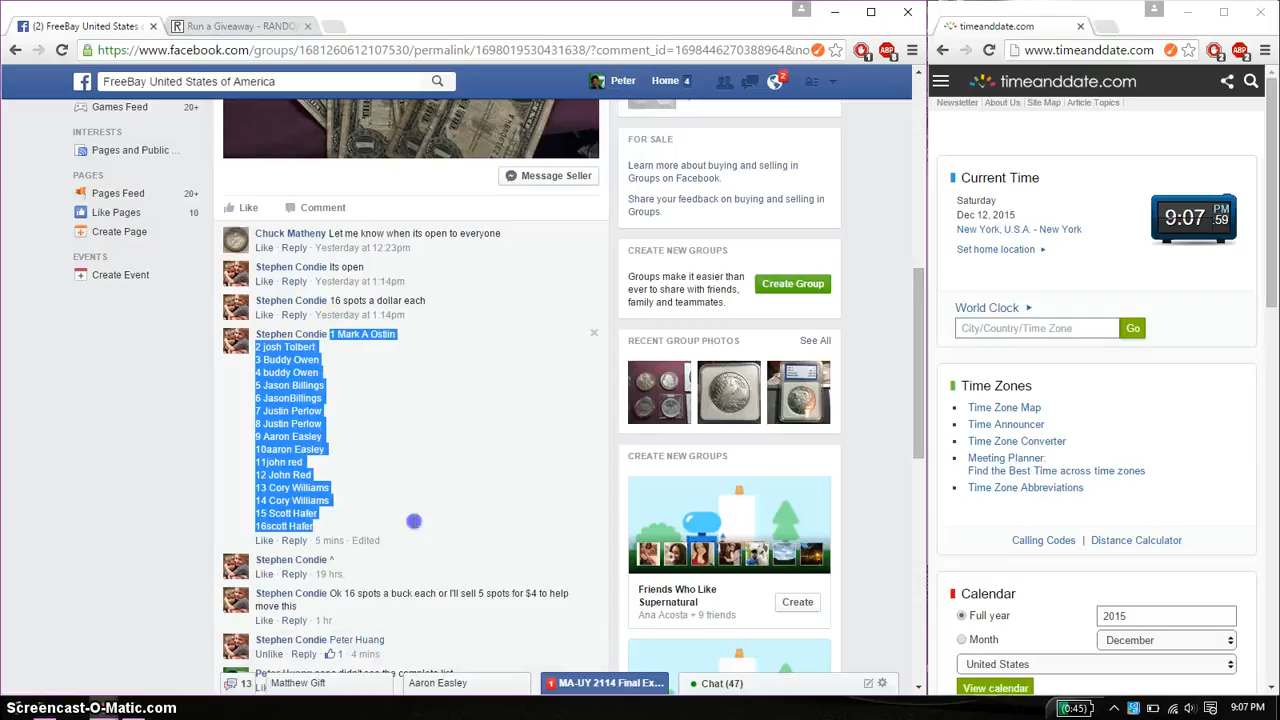 (2) FreeBay United States
Run a Giveaway - RANDO
timeanddate.com
https://www.facebook.com/groups/1681260612107530/permalink/1698019530431638/?comment_id=1698446270388964&no
www.timeanddate.com
FreeBay United States of America
Peter
Home 4
2
timeanddate.com
Newsletter
About Us
Site Map
Article Topics
Games Feed 20+
INTERESTS
Pages and Public ...
PAGES
Pages Feed 20+
Like Pages 10
Create Page
EVENTS
Create Event
Message Seller
Like
Comment
Chuck Matheny Let me know when its open to everyone
Like · Reply · Yesterday at 12:23pm
Stephen Condie Its open
Like · Reply · Yesterday at 1:14pm
Stephen Condie 16 spots a dollar each
Like · Reply · Yesterday at 1:14pm
Stephen Condie 1 Mark A Ostlin
2 josh Tolbert
3 Buddy Owen
4 buddy Owen
5 Jason Billings
6 JasonBillings
7 Justin Perlow
8 Justin Perlow
9 Aaron Easley
10aaron Easley
11john red
12 John Red
13 Cory Williams
14 Cory Williams
15 Scott Hafer
16scott Hafer
Like · Reply · 5 mins · Edited
Stephen Condie ^
Like · Reply · 19 hrs
Stephen Condie Ok 16 spots a buck each or I'll sell 5 spots for $4 to help
move this
Like · Reply · 1 hr
Stephen Condie Peter Huang
Unlike · Reply · 1 · 4 mins
FOR SALE
Learn more about buying and selling in
Groups on Facebook.
Share your feedback on buying and selling in
Groups.
CREATE NEW GROUPS
Groups make it easier than
ever to share with friends,
family and teammates.
Create Group
RECENT GROUP PHOTOS
See All
CREATE NEW GROUPS
Friends Who Like
Supernatural
Ana Acosta + 9 friends
Create
13
Matthew Gift
Aaron Easley
1 MA-UY 2114 Final Ex...
Chat (47)
Current Time
Saturday
Dec 12, 2015
New York, U.S.A. - New York
Set home location
9:07 PM 59
World Clock
City/Country/Time Zone
Go
Time Zones
Time Zone Map
Time Announcer
Time Zone Converter
Meeting Planner:
Find the Best Time across time zones
Time Zone Abbreviations
Calling Codes | Distance Calculator
Calendar
Full year
2015
Month
December
United States
View calendar
Screencast-O-Matic.com
(0:45)
9:07 PM